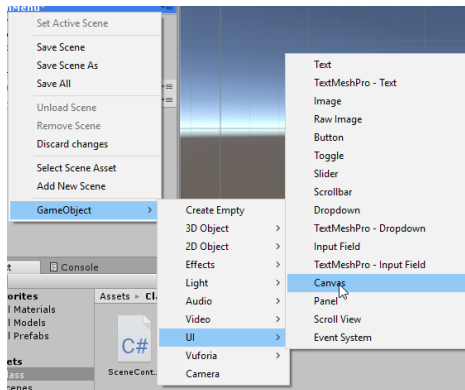 Set Active Scene
Save Scene
Save Scene As
Save All
Unload Scene
Remove Scene
Discard changes
Select Scene Asset
Add New Scene
GameObject
Create Empty
3D Object
2D Object
Effects
Light
Audio
Video
UI
Vuforia
Camera
Text
TextMeshPro - Text
Image
Raw Image
Button
Toggle
Slider
Scrollbar
Dropdown
TextMeshPro - Dropdown
Input Field
TextMeshPro - Input Field
Canvas
Panel
Scroll View
Event System
Console
Assets
Materials
Models
Prefabs
C#
SceneCont...